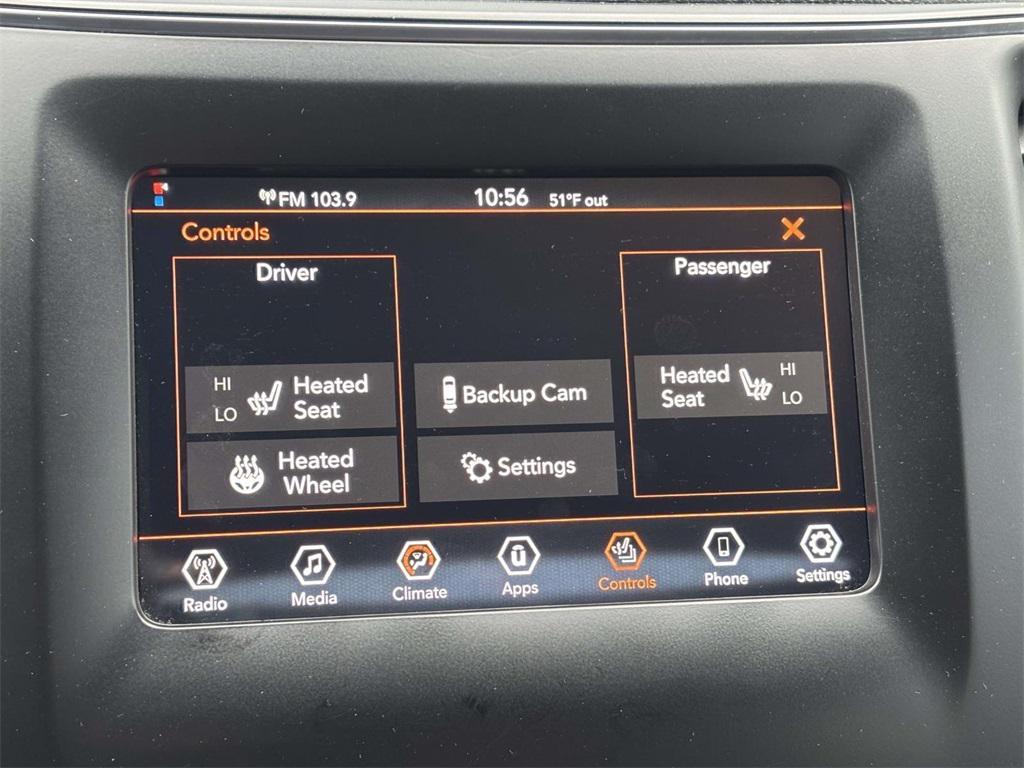 FM 103.9 10:56 51°F out
Controls
Driver
HI
LO
Heated
Seat
Heated
Wheel
Backup Cam
Settings
Passenger
Heated
Seat
HI
LO
Radio Media Climate Apps Controls Phone Settings